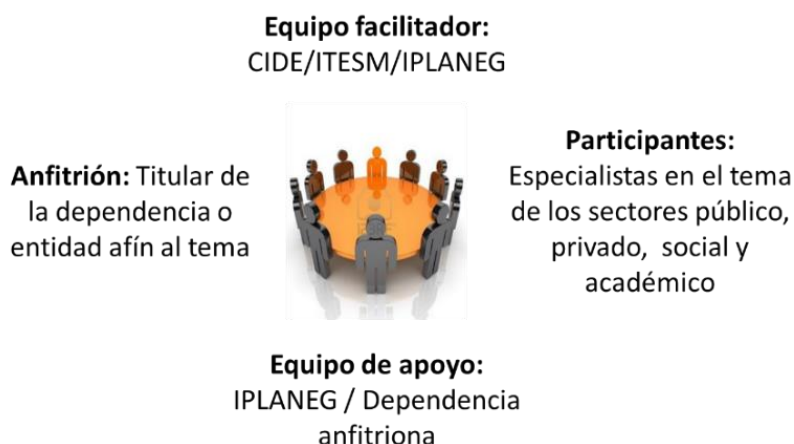 Equipo facilitador:
CIDE/ITESM/IPLANEG
Anfitrión: Titular de
la dependencia o
entidad afín al tema
Participantes:
Especialistas en el tema
de los sectores público,
privado, social y
académico
Equipo de apoyo:
IPLANEG / Dependencia
anfitriona